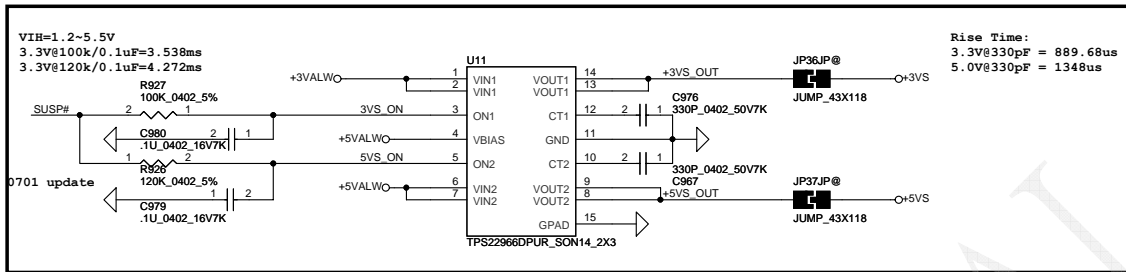 VIH=1.2~5.5V
3.3V@100k/0.1uF=3.538ms
3.3V@120k/0.1uF=4.272ms
Rise Time:
3.3V@330pF = 889.68us
5.0V@330pF = 1348us
U11
+3VALW
1 VIN1
2 VIN1
3 ON1
4 VBIAS
5 ON2
6 VIN2
7 VIN2
VOUT1 14
VOUT1 13
CT1 12
GND 11
CT2 10
VOUT2 9
VOUT2 8
GPAD 15
TPS22966DPUR_SON14_2X3
R927
100K_0402_5%
SUSP#
2 1
3VS_ON
C980
2 1
.1U_0402_16V7K
+5VALW
1 2
5VS_ON
R926
120K_0402_5%
0701 update
1 2
C979
.1U_0402_16V7K
+5VALW
+3VS_OUT
JP36JP@
+3VS
JUMP_43X118
C976
2 1
330P_0402_50V7K
2 1
330P_0402_50V7K
C967
+5VS_OUT
JP37JP@
+5VS
JUMP_43X118